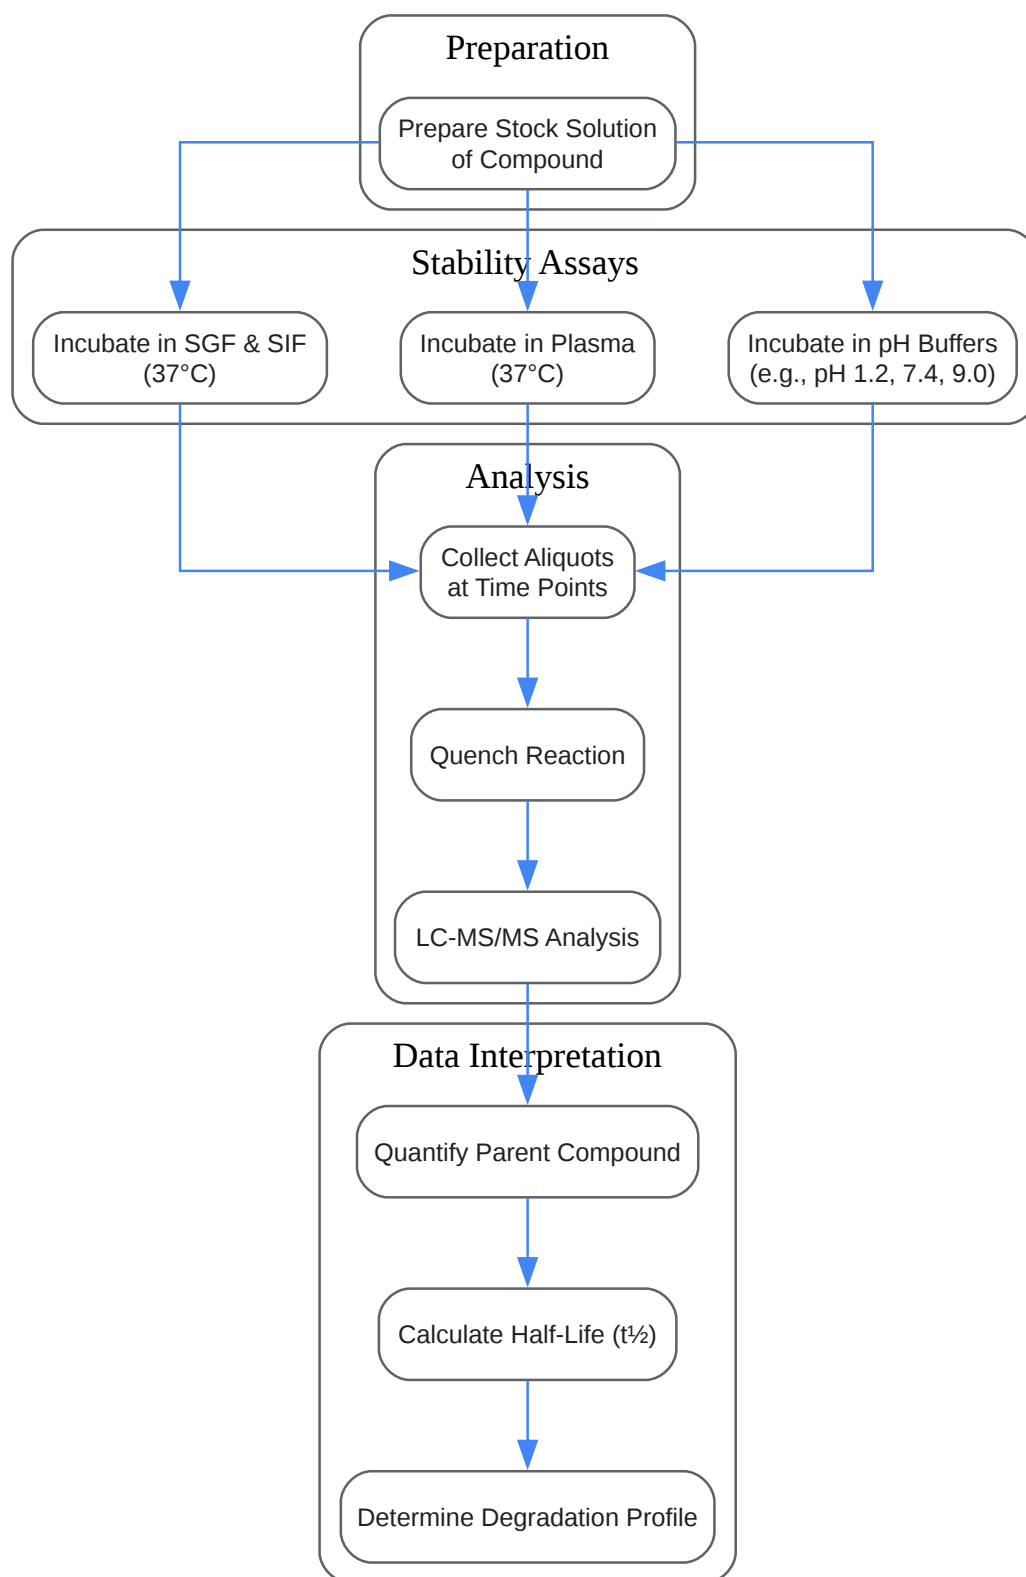 Preparation
Prepare Stock Solution
of Compound
Stability Assays
Incubate in SGF & SIF
(37°C)
Incubate in Plasma
(37°C)
Incubate in pH Buffers
(e.g., pH 1.2, 7.4, 9.0)
Analysis
Collect Aliquots
at Time Points
Quench Reaction
LC-MS/MS Analysis
Data Interpretation
Quantify Parent Compound
Calculate Half-Life (t½)
Determine Degradation Profile